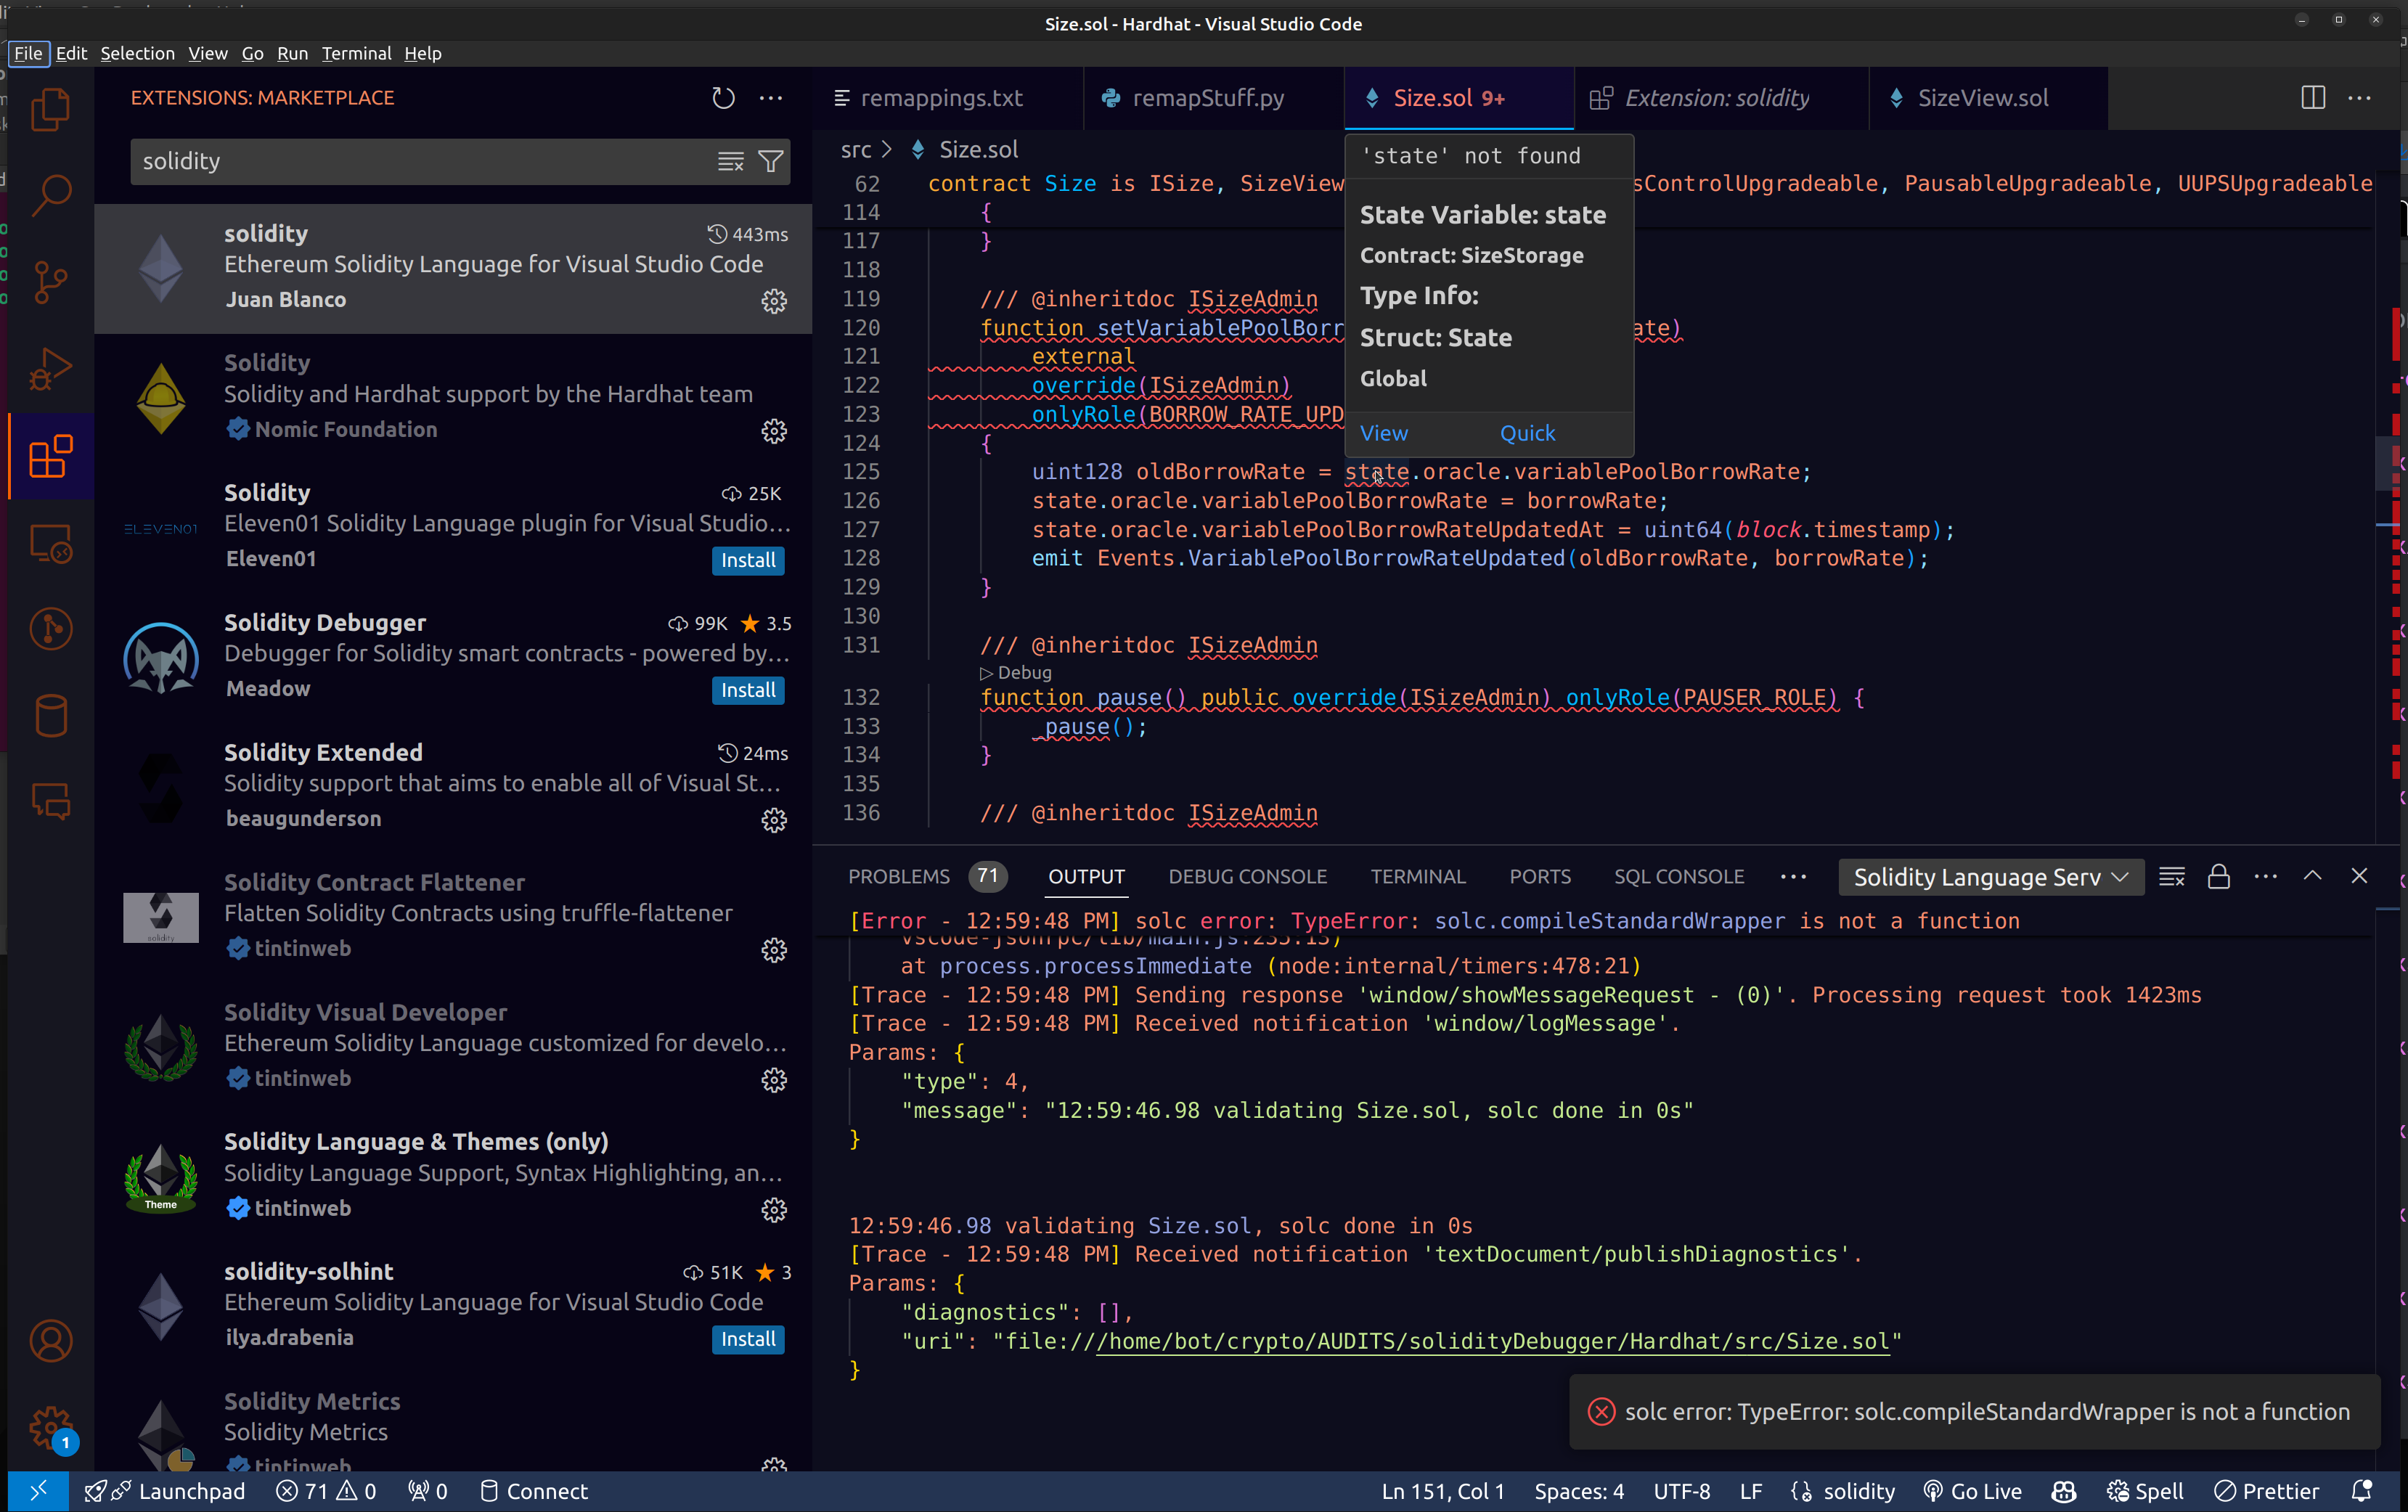 Size.sol - Hardhat - Visual Studio Code
File Edit Selection View Go Run Terminal Help
EXTENSIONS: MARKETPLACE
solidity
solidity 443ms
Ethereum Solidity Language for Visual Studio Code
Juan Blanco
Solidity
Solidity and Hardhat support by the Hardhat team
Nomic Foundation
ELEVEN01
Solidity 25K
Eleven01 Solidity Language plugin for Visual Studio...
Eleven01 Install
Solidity Debugger 99K 3.5
Debugger for Solidity smart contracts - powered by...
Meadow Install
Solidity Extended 24ms
Solidity support that aims to enable all of Visual St...
beaugunderson
solidity
Solidity Contract Flattener
Flatten Solidity Contracts using truffle-flattener
tintinweb
Solidity Visual Developer
Ethereum Solidity Language customized for develo...
tintinweb
Theme
Solidity Language & Themes (only)
Solidity Language Support, Syntax Highlighting, an...
tintinweb
solidity-solhint 51K 3
Ethereum Solidity Language for Visual Studio Code
ilya.drabenia Install
Solidity Metrics
Solidity Metrics
tintinweb
1
remappings.txt remapStuff.py Size.sol 9+ Extension: solidity SizeView.sol
src > Size.sol
62 contract Size is ISize, SizeView sControlUpgradeable, PausableUpgradeable, UUPSUpgradeable
114 {
117 }
118
119 /// @inheritdoc ISizeAdmin
120 function setVariablePoolBorr ate)
121 external
122 override(ISizeAdmin)
123 onlyRole(BORROW_RATE_UPD
124 {
125 uint128 oldBorrowRate = state.oracle.variablePoolBorrowRate;
126 state.oracle.variablePoolBorrowRate = borrowRate;
127 state.oracle.variablePoolBorrowRateUpdatedAt = uint64(block.timestamp);
128 emit Events.VariablePoolBorrowRateUpdated(oldBorrowRate, borrowRate);
129 }
130
131 /// @inheritdoc ISizeAdmin
▷ Debug
132 function pause() public override(ISizeAdmin) onlyRole(PAUSER_ROLE) {
133 _pause();
134 }
135
136 /// @inheritdoc ISizeAdmin
'state' not found
State Variable: state
Contract: SizeStorage
Type Info:
Struct: State
Global
View Quick
PROBLEMS 71 OUTPUT DEBUG CONSOLE TERMINAL PORTS SQL CONSOLE ··· Solidity Language Serv
[Error - 12:59:48 PM] solc error: TypeError: solc.compileStandardWrapper is not a function
vscode-jsonrpc/lib/main.js:235:13)
at process.processImmediate (node:internal/timers:478:21)
[Trace - 12:59:48 PM] Sending response 'window/showMessageRequest - (0)'. Processing request took 1423ms
[Trace - 12:59:48 PM] Received notification 'window/logMessage'.
Params: {
"type": 4,
"message": "12:59:46.98 validating Size.sol, solc done in 0s"
}
12:59:46.98 validating Size.sol, solc done in 0s
[Trace - 12:59:48 PM] Received notification 'textDocument/publishDiagnostics'.
Params: {
"diagnostics": [],
"uri": "file:///home/bot/crypto/AUDITS/solidityDebugger/Hardhat/src/Size.sol"
}
solc error: TypeError: solc.compileStandardWrapper is not a function
Launchpad 71 0 0 Connect Ln 151, Col 1 Spaces: 4 UTF-8 LF solidity Go Live Spell Prettier